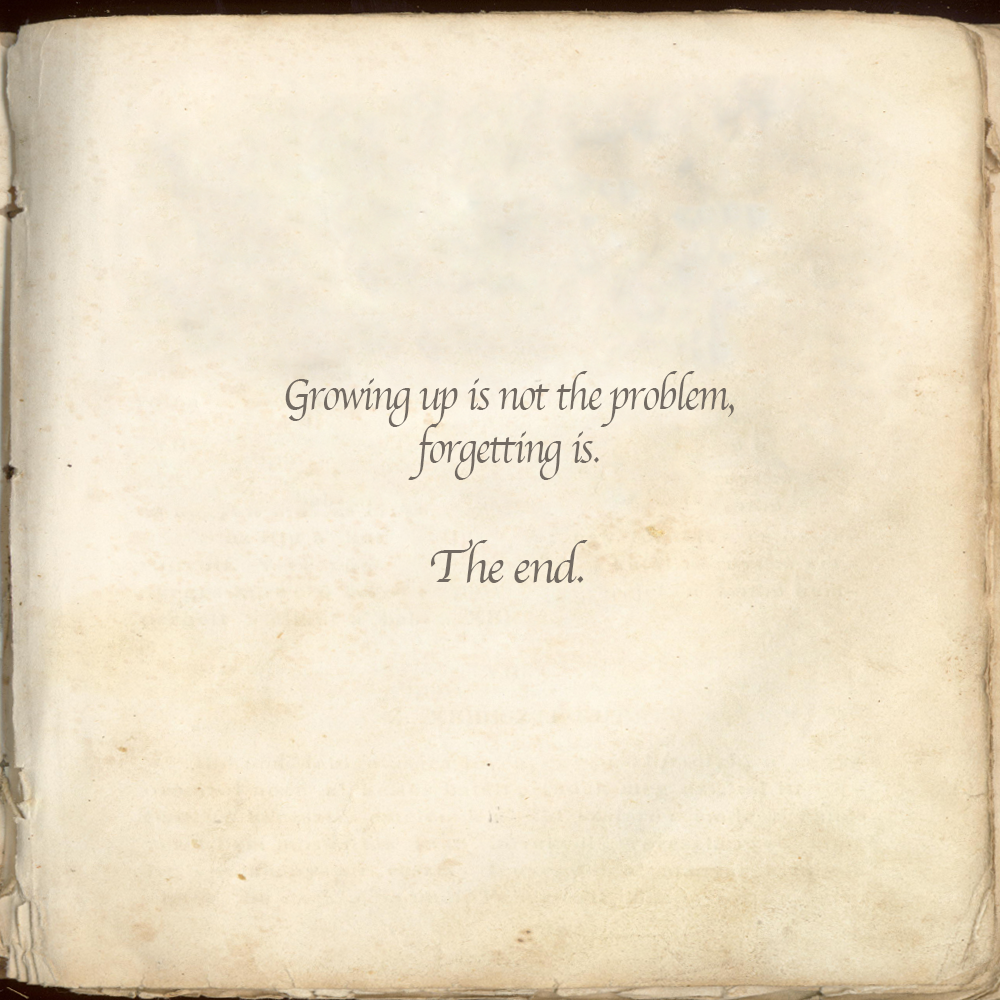 Growing up is not the problem,
forgetting is.
The end.